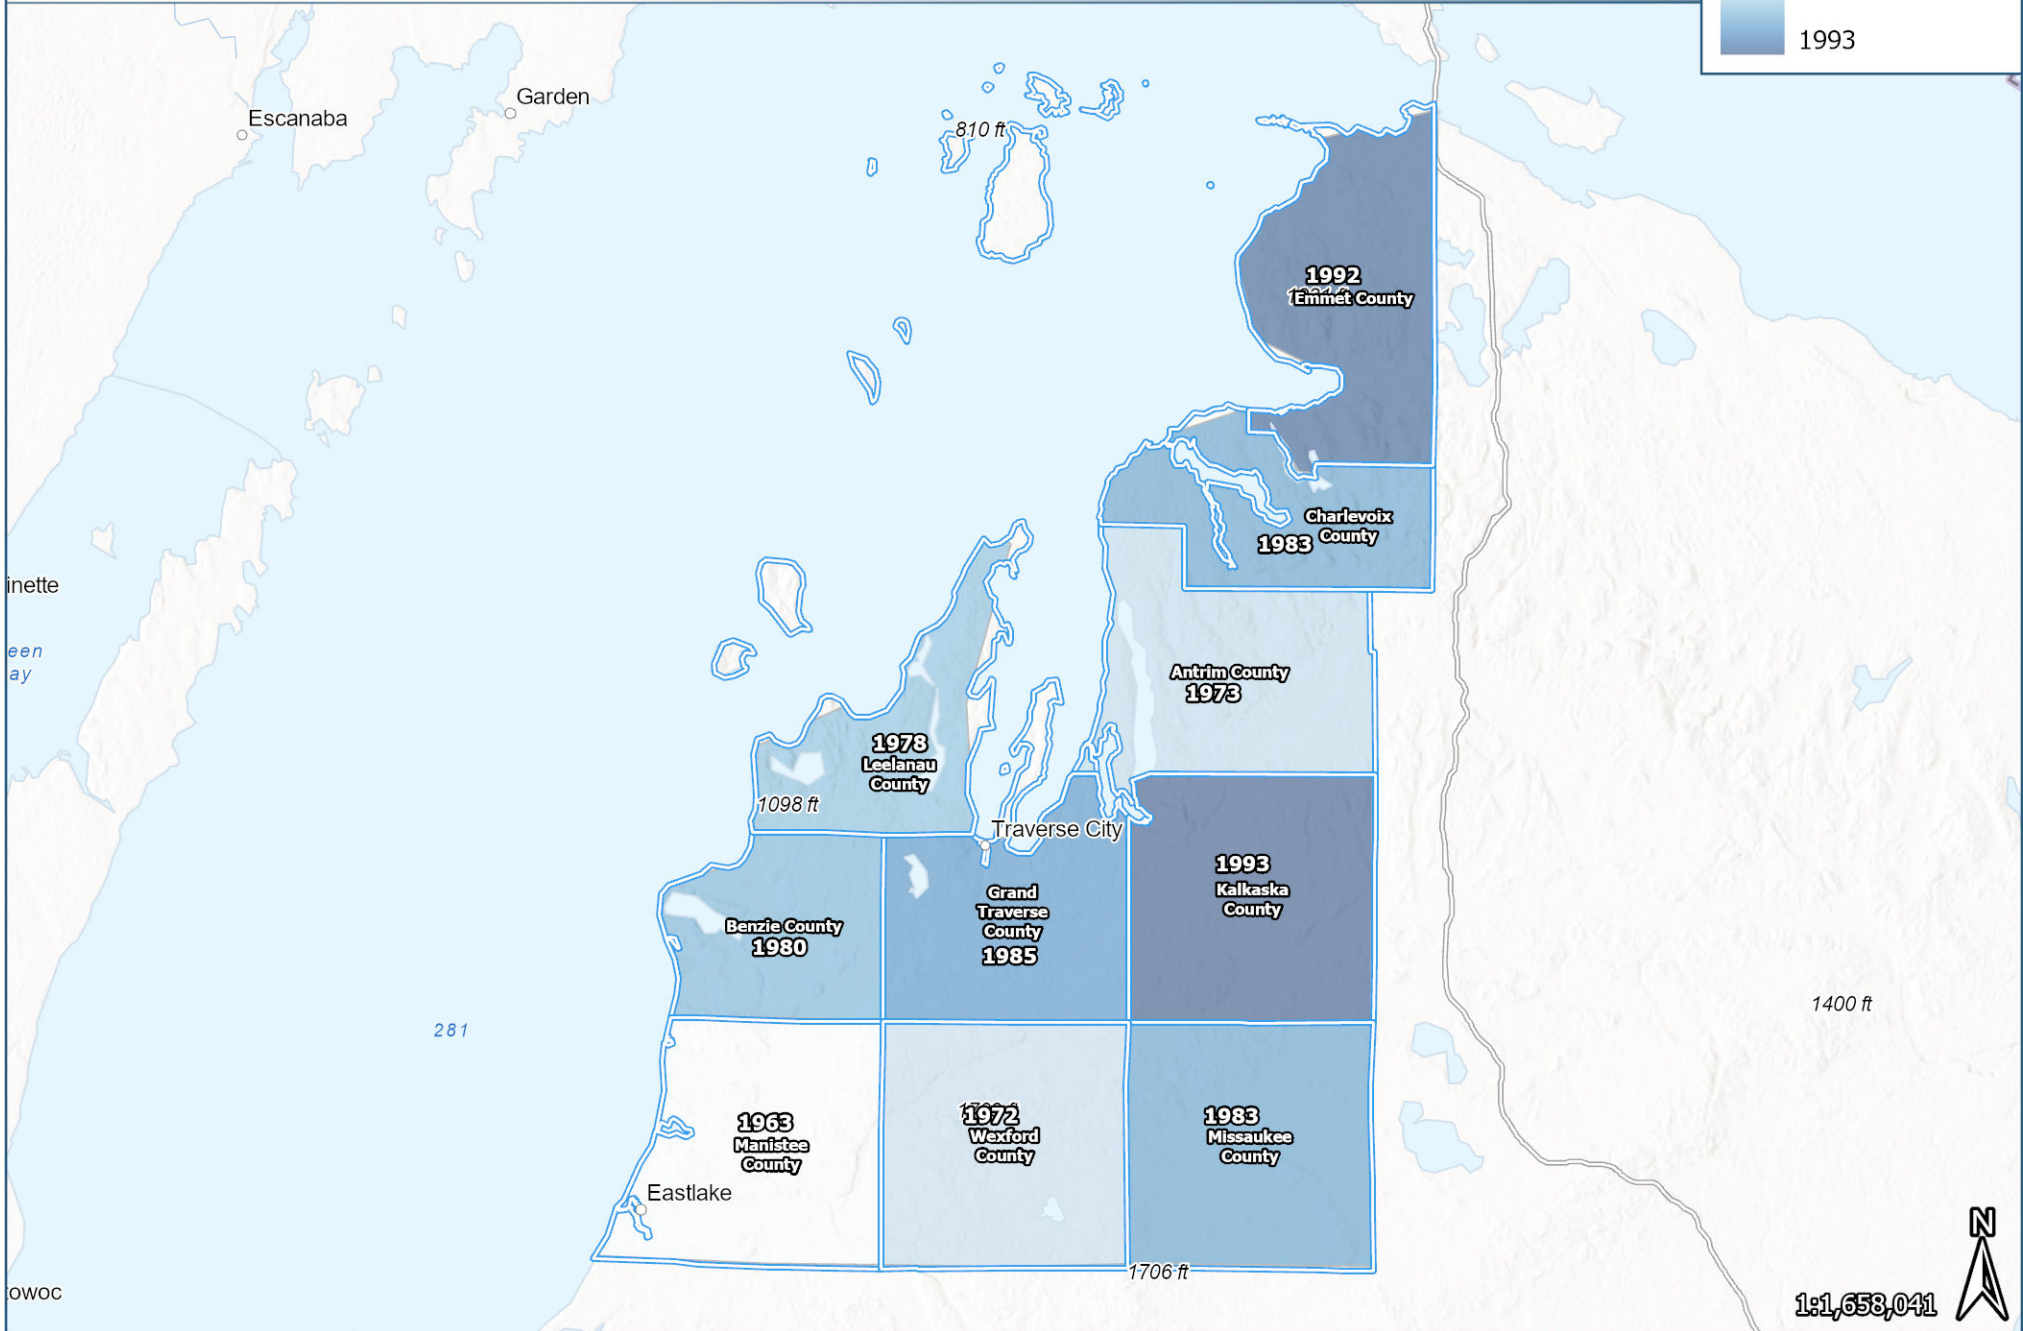 1993
Garden
Escanaba
810 ft
1992
Emmet County
Charlevoix
County
1983
inette
een
ay
Antrim County
1973
1978
Leelanau
County
1098 ft
Traverse City
1993
Kalkaska
County
Grand
Traverse
County
1985
Benzie County
1980
1400 ft
281
1963
Manistee
County
1972
Wexford
County
1983
Missaukee
County
Eastlake
N
1706 ft
owoc
1:1,658,041